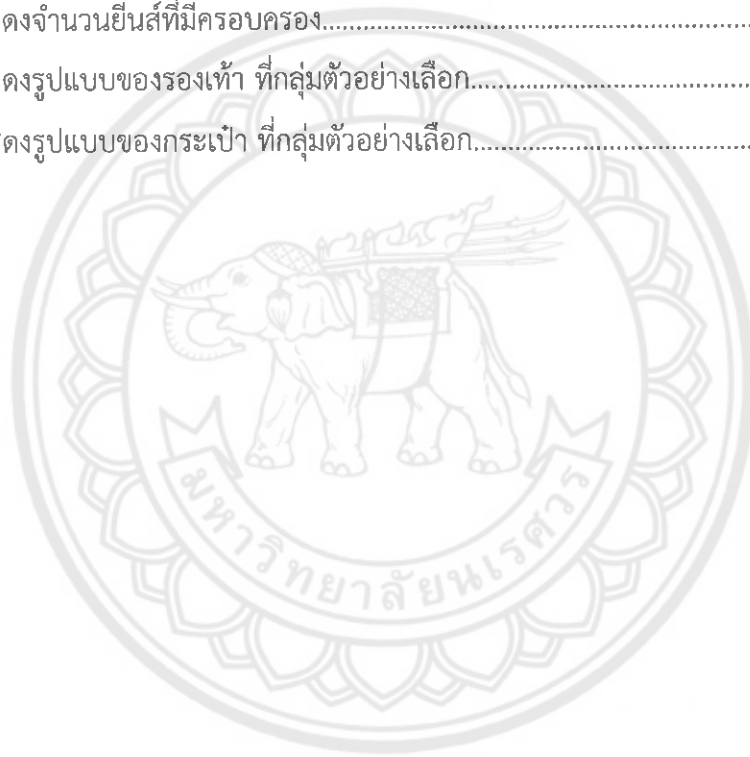 ดงจำนวนยีนส์ที่มีครอบครอง
ดงรูปแบบของรองเท้า ที่กลุ่มตัวอย่างเลือก
ดงรูปแบบของกระเป๋า ที่กลุ่มตัวอย่างเลือก
มหาวิทยาลัยนเรศวร